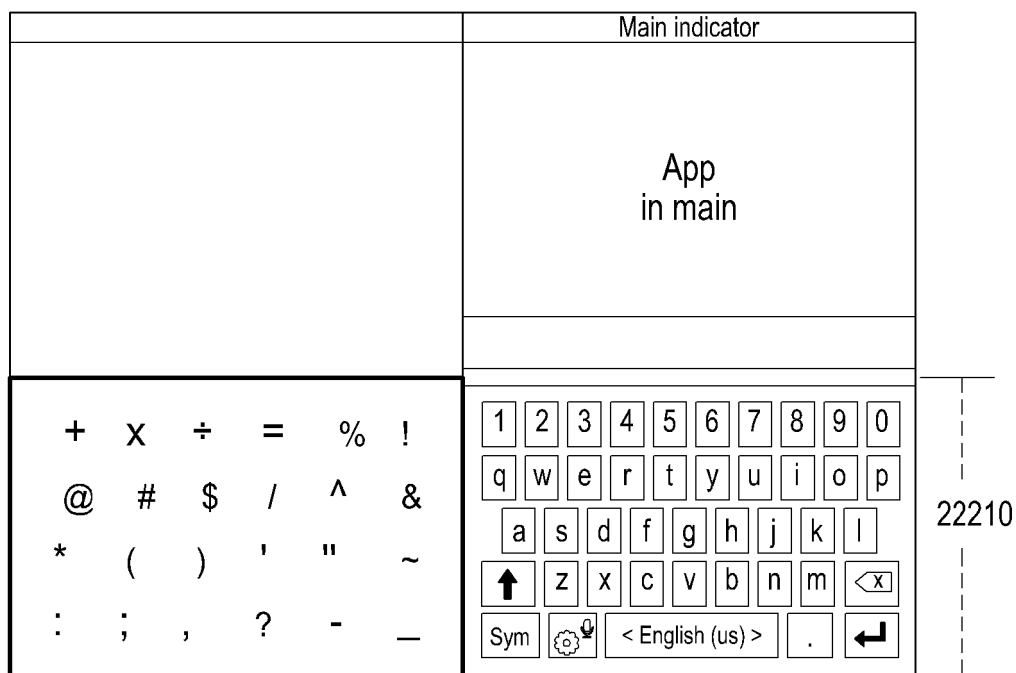 Main indicator
App
in main
+ x ÷ = % !
@ # $ / ^ &
* ( ) ' " ~
: ; , ? - _
1 2 3 4 5 6 7 8 9 0
q w e r t y u i o p
a s d f g h j k l
z x c v b n m x
Sym < English (us) > .
22210